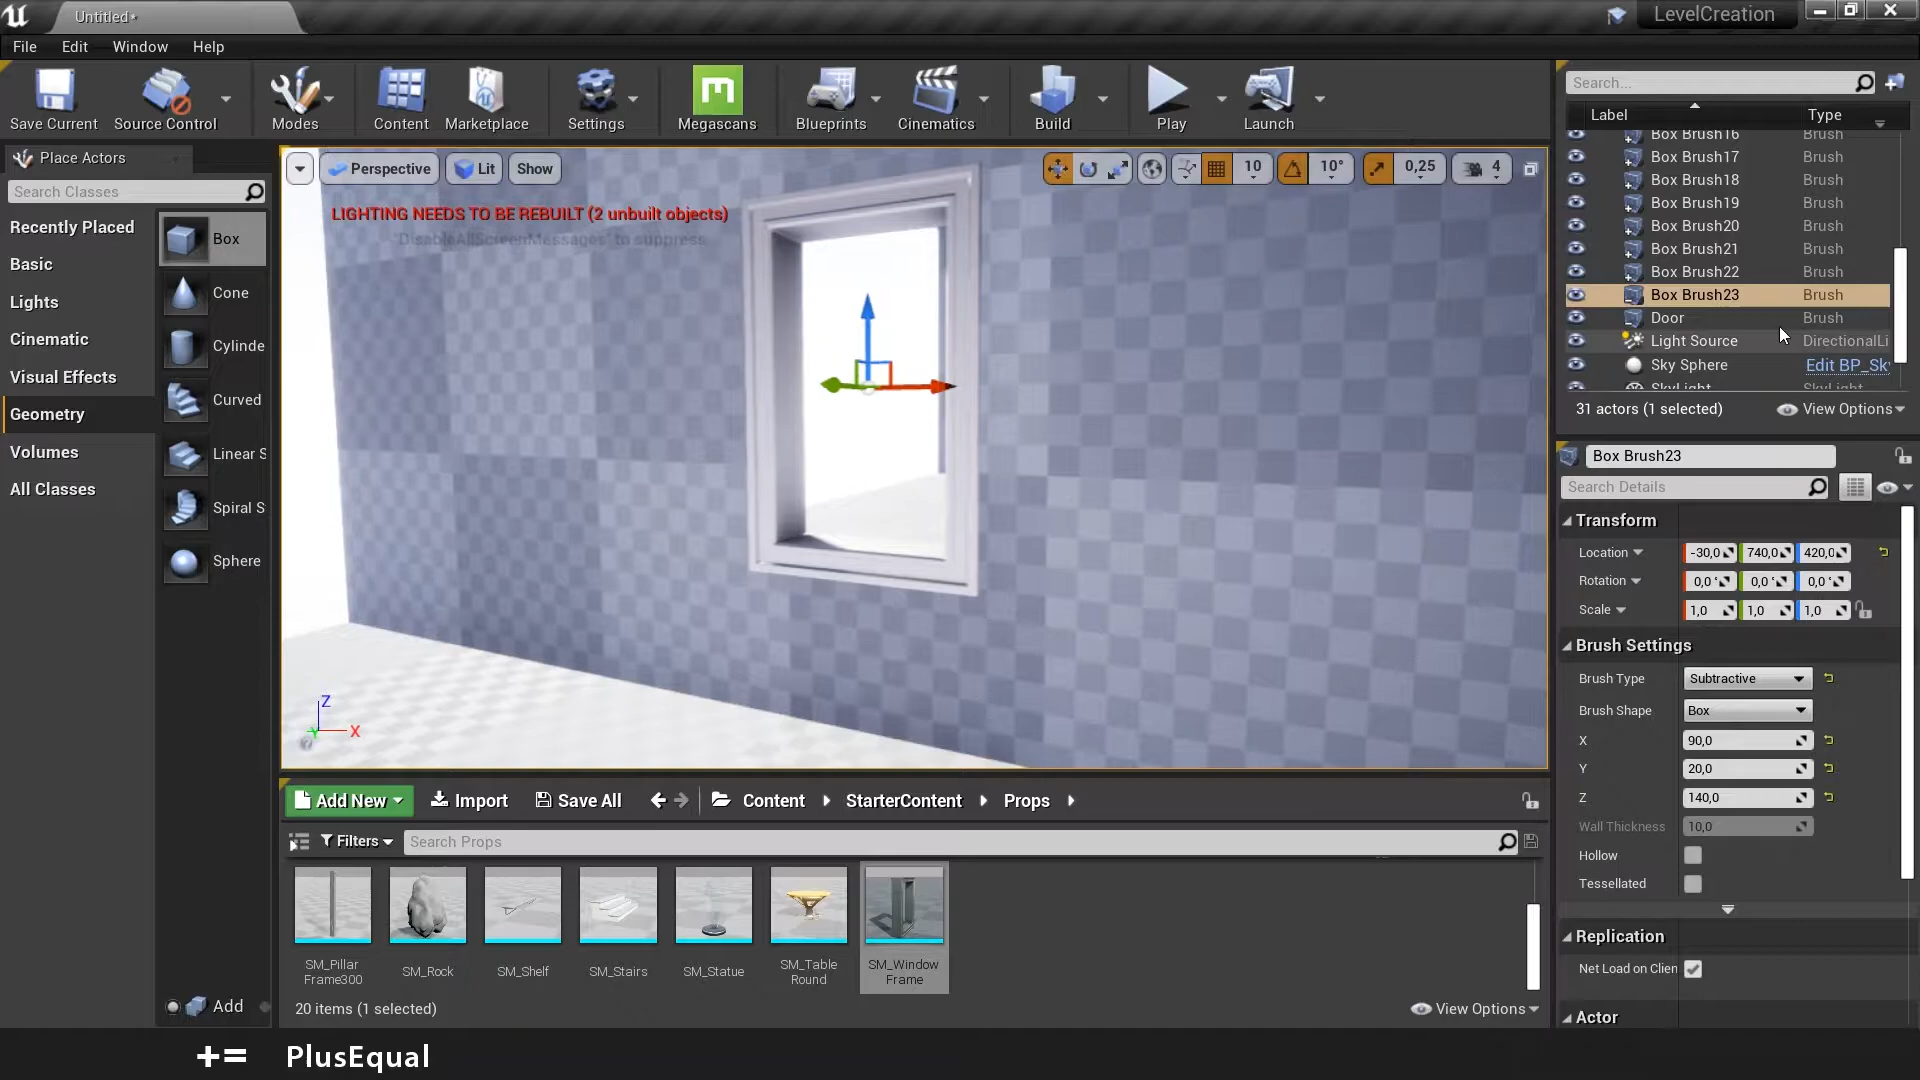 Untitled*
LevelCreation
File Edit Window Help
Save Current Source Control Modes Content Marketplace Settings Megascans Blueprints Cinematics Build Play Launch
Search...
Label Type
Place Actors
Search Classes
Recently Placed
Basic
Lights
Cinematic
Visual Effects
Geometry
Volumes
All Classes
Box
Cone
Cylinde
Curved
Linear S
Spiral S
Sphere
Add
Perspective Lit Show
10 10° 0,25 4
LIGHTING NEEDS TO BE REBUILT (2 unbuilt objects)
'DisableAllScreenMessages' to suppress
Z
X
Box Brush16 Brush
Box Brush17 Brush
Box Brush18 Brush
Box Brush19 Brush
Box Brush20 Brush
Box Brush21 Brush
Box Brush22 Brush
Box Brush23 Brush
Door Brush
Light Source DirectionalLi
Sky Sphere Edit BP_Sk
SkyLight SkyLight
31 actors (1 selected) View Options
Box Brush23
Search Details
Transform
Location -30,0 740,0 420,0
Rotation 0,0 ° 0,0 ° 0,0 °
Scale 1,0 1,0 1,0
Brush Settings
Brush Type Subtractive
Brush Shape Box
X 90,0
Y 20,0
Z 140,0
Wall Thickness 10,0
Hollow
Tessellated
Replication
Net Load on Clien
Actor
Add New Import Save All Content StarterContent Props
Filters Search Props
SM_Pillar
Frame300
SM_Rock
SM_Shelf
SM_Stairs
SM_Statue
SM_Table
Round
SM_Window
Frame
20 items (1 selected) View Options
+= PlusEqual